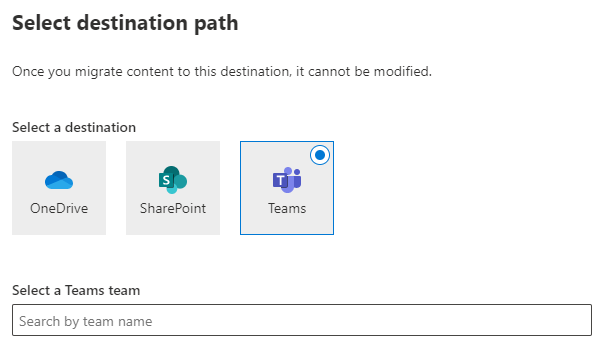 Select destination path
Once you migrate content to this destination, it cannot be modified.
Select a destination
OneDrive SharePoint Teams
Select a Teams team
Search by team name